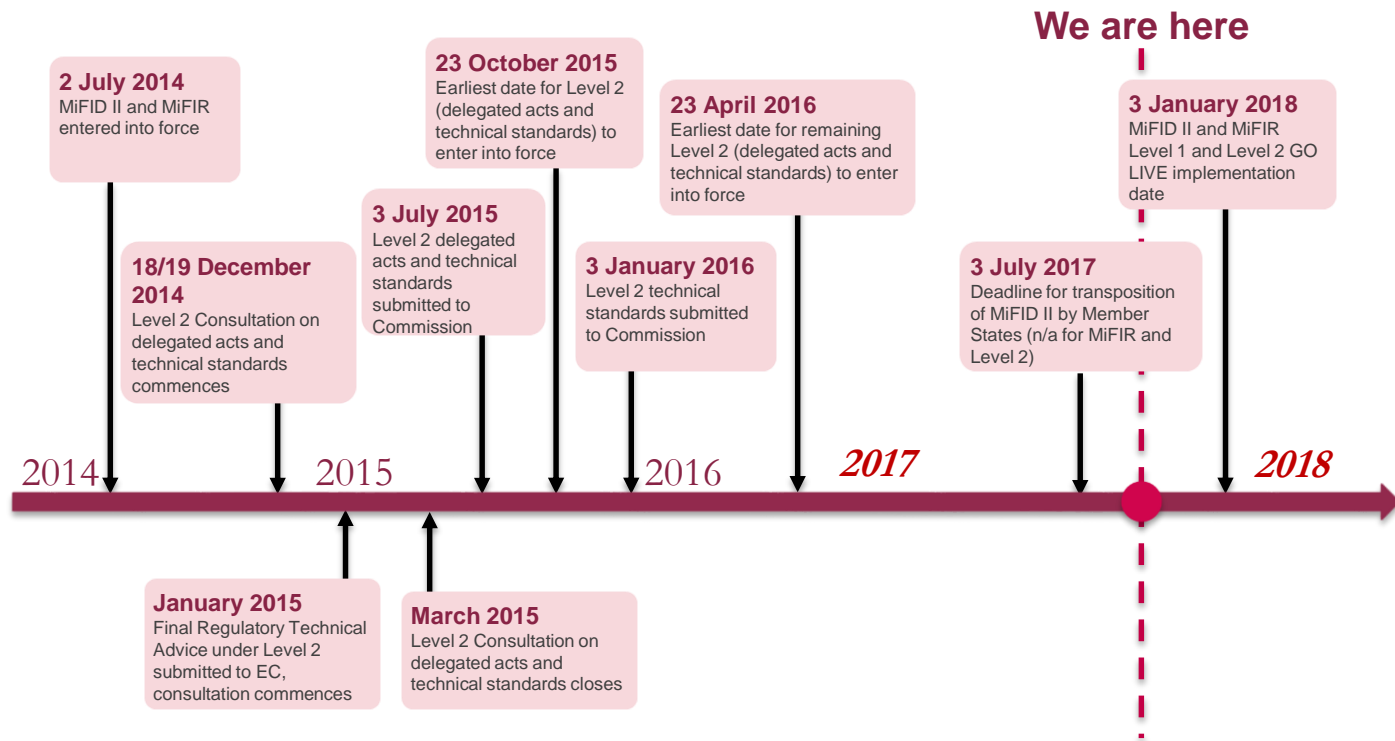 We are here
2 July 2014
MiFID II and MiFIR
entered into force
18/19 December
2014
Level 2 Consultation on
delegated acts and
technical standards
commences
3 July 2015
Level 2 delegated
acts and technical
standards
submitted to
Commission
23 October 2015
Earliest date for Level 2
(delegated acts and
technical standards) to
enter into force
3 January 2016
Level 2 technical
standards submitted
to Commission
23 April 2016
Earliest date for remaining
Level 2 (delegated acts and
technical standards) to enter
into force
3 July 2017
Deadline for transposition
of MiFID II by Member
States (n/a for MiFIR and
Level 2)
3 January 2018
MiFID II and MiFIR
Level 1 and Level 2 GO
LIVE implementation
date
2014
2015
2016
2017
2018
January 2015
Final Regulatory Technical
Advice under Level 2
submitted to EC,
consultation commences
March 2015
Level 2 Consultation on
delegated acts and
technical standards closes